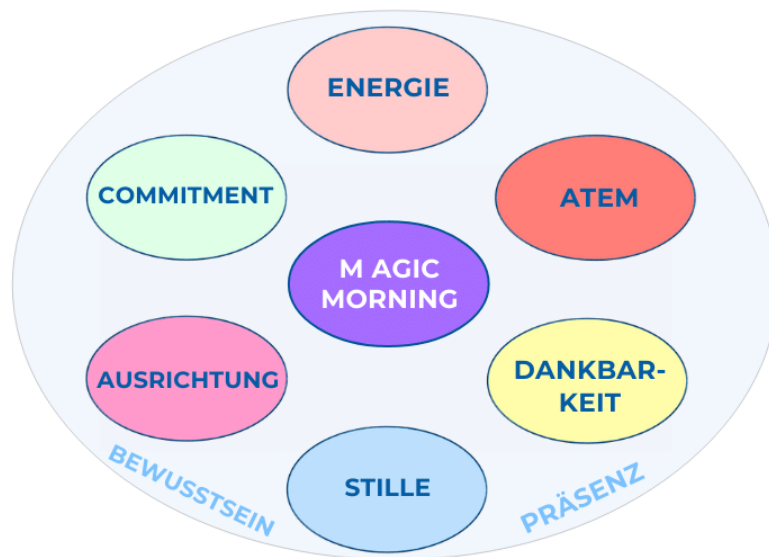 ENERGIE
COMMITMENT
ATEM
M AGIC
MORNING
AUSRICHTUNG
DANKBAR-
KEIT
STILLE
BEWUSSTSEIN
PRÄSENZ